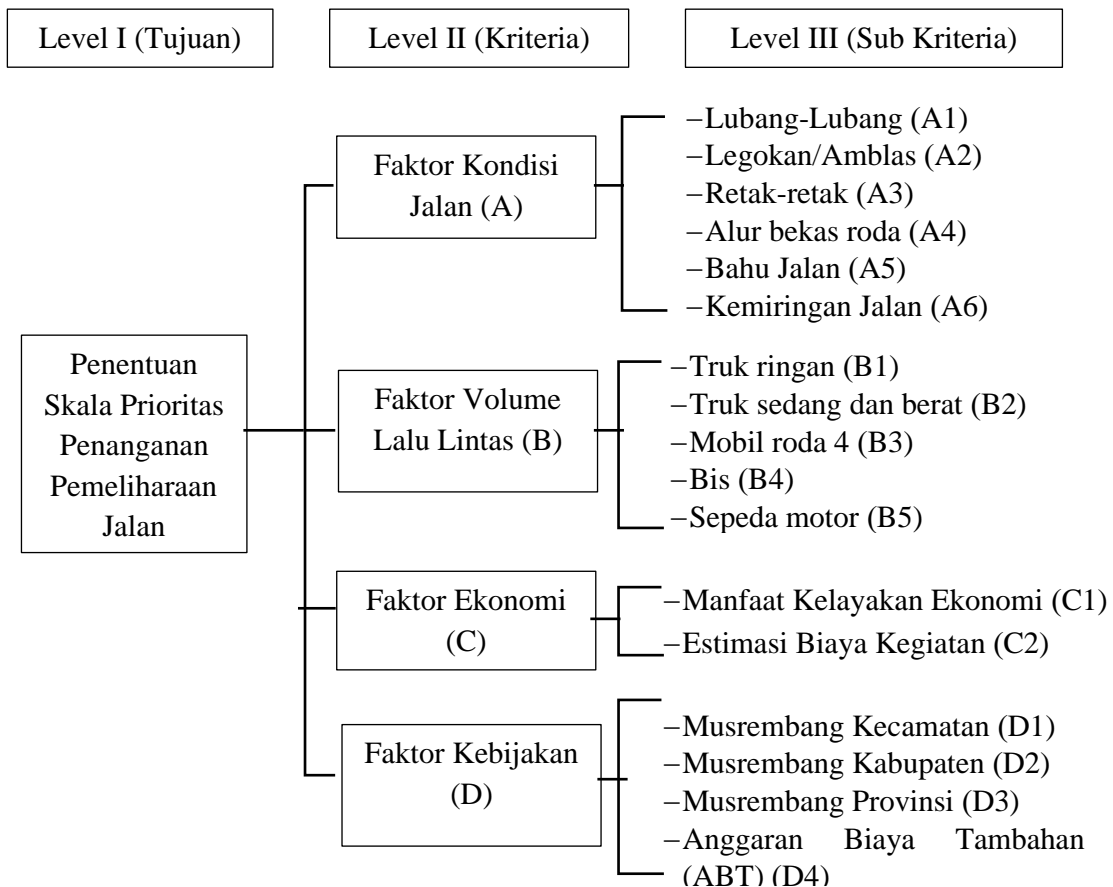 Level I (Tujuan)
Level II (Kriteria)
Level III (Sub Kriteria)
Penentuan
Skala Prioritas
Penanganan
Pemeliharaan
Jalan
Faktor Kondisi
Jalan (A)
−Lubang-Lubang (A1)
−Legokan/Amblas (A2)
−Retak-retak (A3)
−Alur bekas roda (A4)
−Bahu Jalan (A5)
−Kemiringan Jalan (A6)
Faktor Volume
Lalu Lintas (B)
−Truk ringan (B1)
−Truk sedang dan berat (B2)
−Mobil roda 4 (B3)
−Bis (B4)
−Sepeda motor (B5)
Faktor Ekonomi
(C)
−Manfaat Kelayakan Ekonomi (C1)
−Estimasi Biaya Kegiatan (C2)
Faktor Kebijakan
(D)
−Musrembang Kecamatan (D1)
−Musrembang Kabupaten (D2)
−Musrembang Provinsi (D3)
−Anggaran Biaya Tambahan
(ABT) (D4)